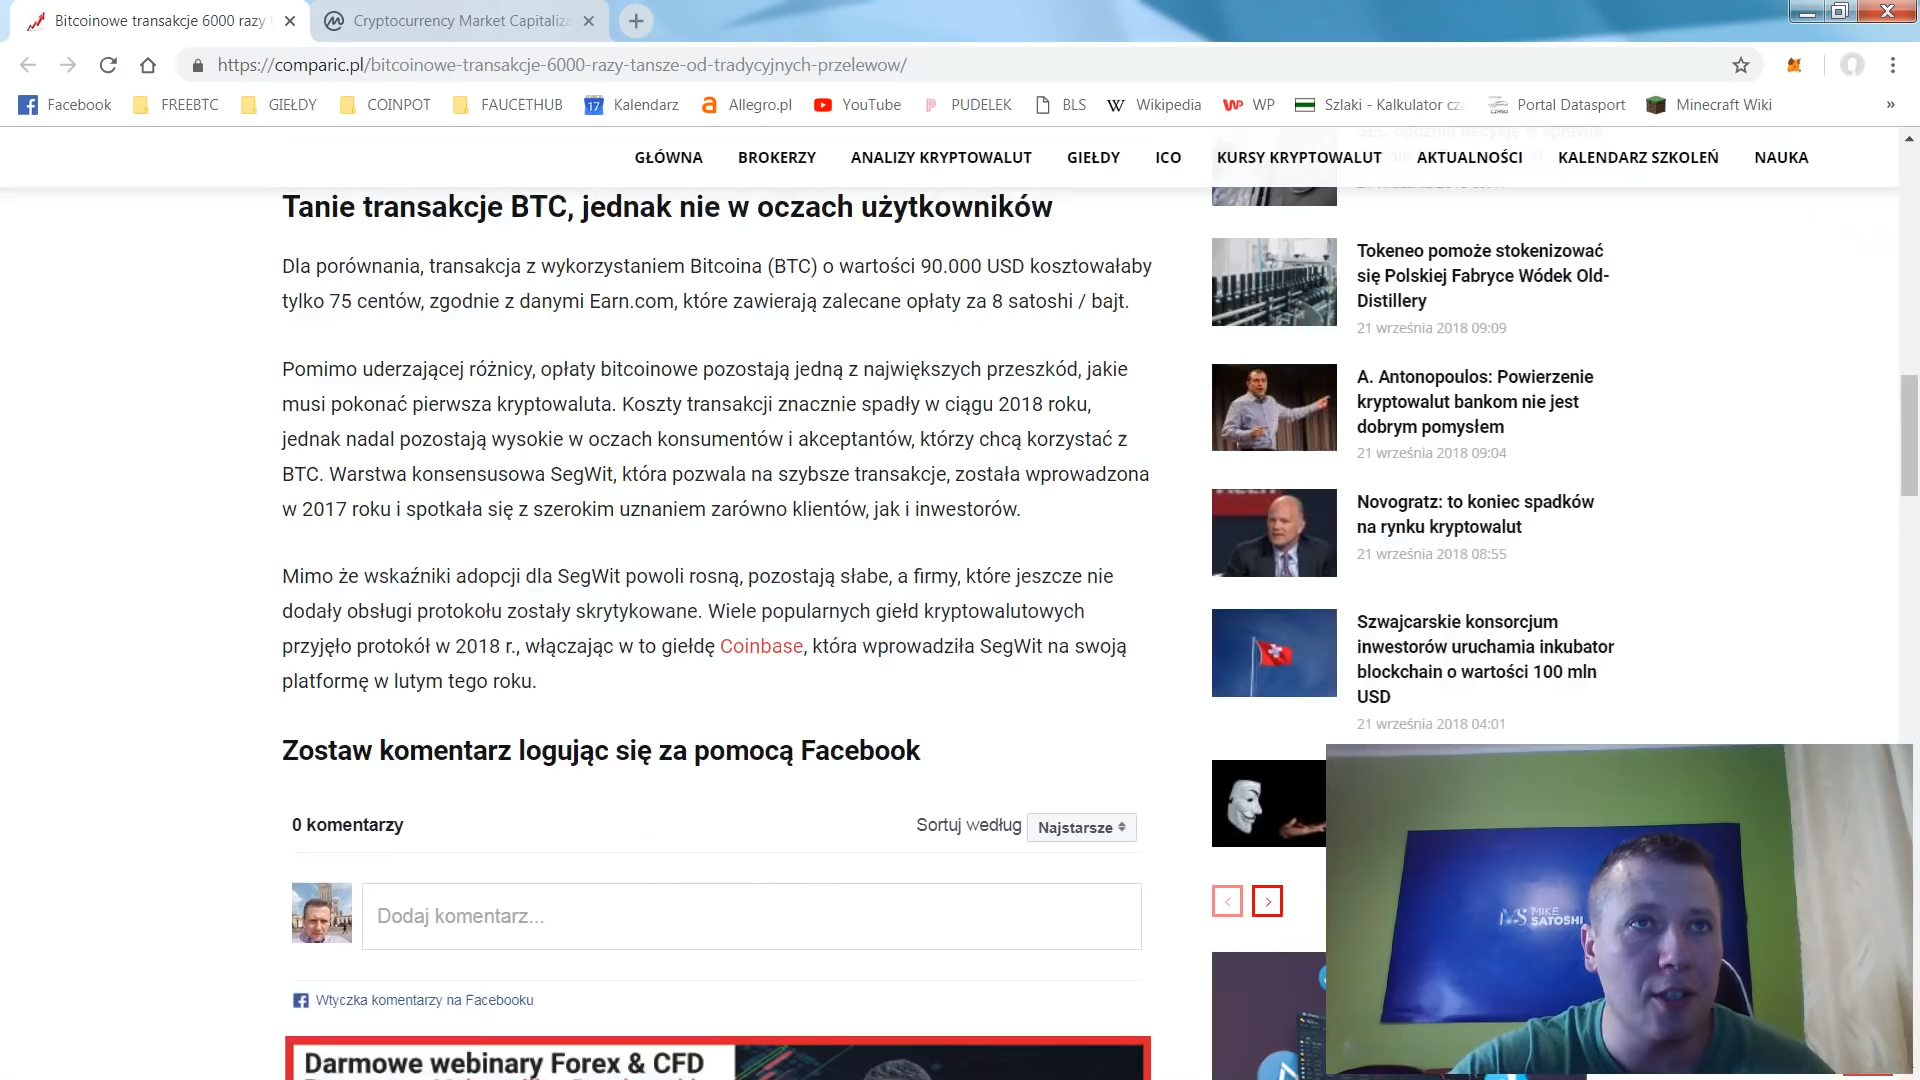 Bitcoinowe transakcje 6000 razy
Cryptocurrency Market Capitaliza
https://comparic.pl/bitcoinowe-transakcje-6000-razy-tansze-od-tradycyjnych-przelewow/
Facebook FREEBTC GIEŁDY COINPOT FAUCETHUB 17 Kalendarz Allegro.pl YouTube PUDELEK BLS Wikipedia WP Szlaki - Kalkulator cza Portal Datasport Minecraft Wiki »
GŁÓWNA BROKERZY ANALIZY KRYPTOWALUT GIEŁDY ICO KURSY KRYPTOWALUT AKTUALNOŚCI KALENDARZ SZKOLEŃ NAUKA
Tanie transakcje BTC, jednak nie w oczach użytkowników
Dla porównania, transakcja z wykorzystaniem Bitcoina (BTC) o wartości 90.000 USD kosztowałaby
tylko 75 centów, zgodnie z danymi Earn.com, które zawierają zalecane opłaty za 8 satoshi / bajt.
Pomimo uderzającej różnicy, opłaty bitcoinowe pozostają jedną z największych przeszkód, jakie
musi pokonać pierwsza kryptowaluta. Koszty transakcji znacznie spadły w ciągu 2018 roku,
jednak nadal pozostają wysokie w oczach konsumentów i akceptantów, którzy chcą korzystać z
BTC. Warstwa konsensusowa SegWit, która pozwala na szybsze transakcje, została wprowadzona
w 2017 roku i spotkała się z szerokim uznaniem zarówno klientów, jak i inwestorów.
Mimo że wskaźniki adopcji dla SegWit powoli rosną, pozostają słabe, a firmy, które jeszcze nie
dodały obsługi protokołu zostały skrytykowane. Wiele popularnych giełd kryptowalutowych
przyjęło protokół w 2018 r., włączając w to giełdę Coinbase, która wprowadziła SegWit na swoją
platformę w lutym tego roku.
Zostaw komentarz logując się za pomocą Facebook
0 komentarzy
Sortuj według Najstarsze
Dodaj komentarz...
Wtyczka komentarzy na Facebooku
Darmowe webinary Forex & CFD
SEC opóźnia decyzję w sprawie
Tokeneo pomoże stokenizować
się Polskiej Fabryce Wódek Old-
Distillery
21 września 2018 09:09
A. Antonopoulos: Powierzenie
kryptowalut bankom nie jest
dobrym pomysłem
21 września 2018 09:04
Novogratz: to koniec spadków
na rynku kryptowalut
21 września 2018 08:55
Szwajcarskie konsorcjum
inwestorów uruchamia inkubator
blockchain o wartości 100 mln
USD
21 września 2018 04:01
MS MIKE
SATOSHI